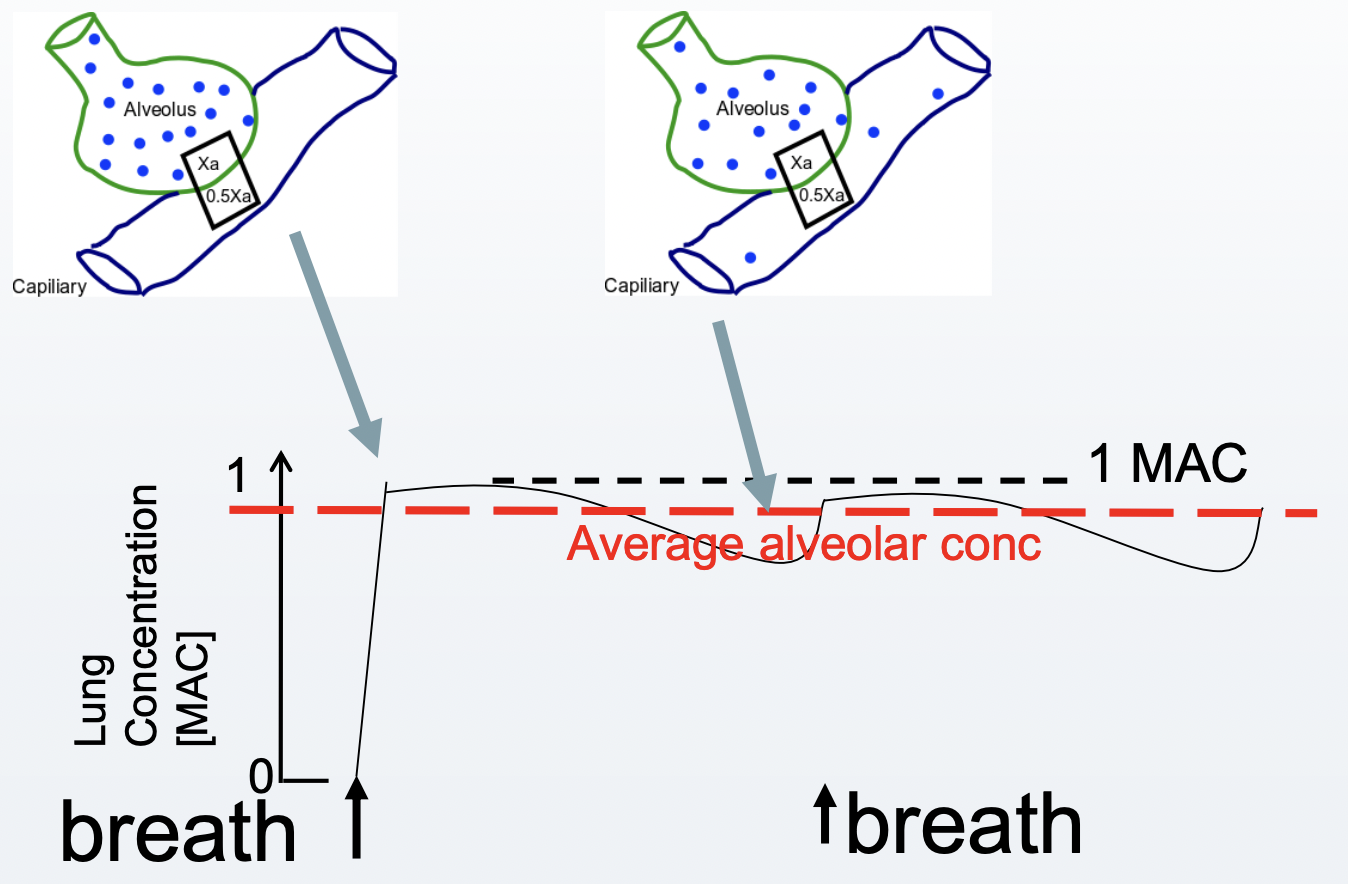 Alveolus
Xa
0.5Xa
Capiliary
Alveolus
Xa
0.5Xa
Capiliary
1
1 MAC
Average alveolar conc
Lung
Concentration
[MAC]
0
breath
breath